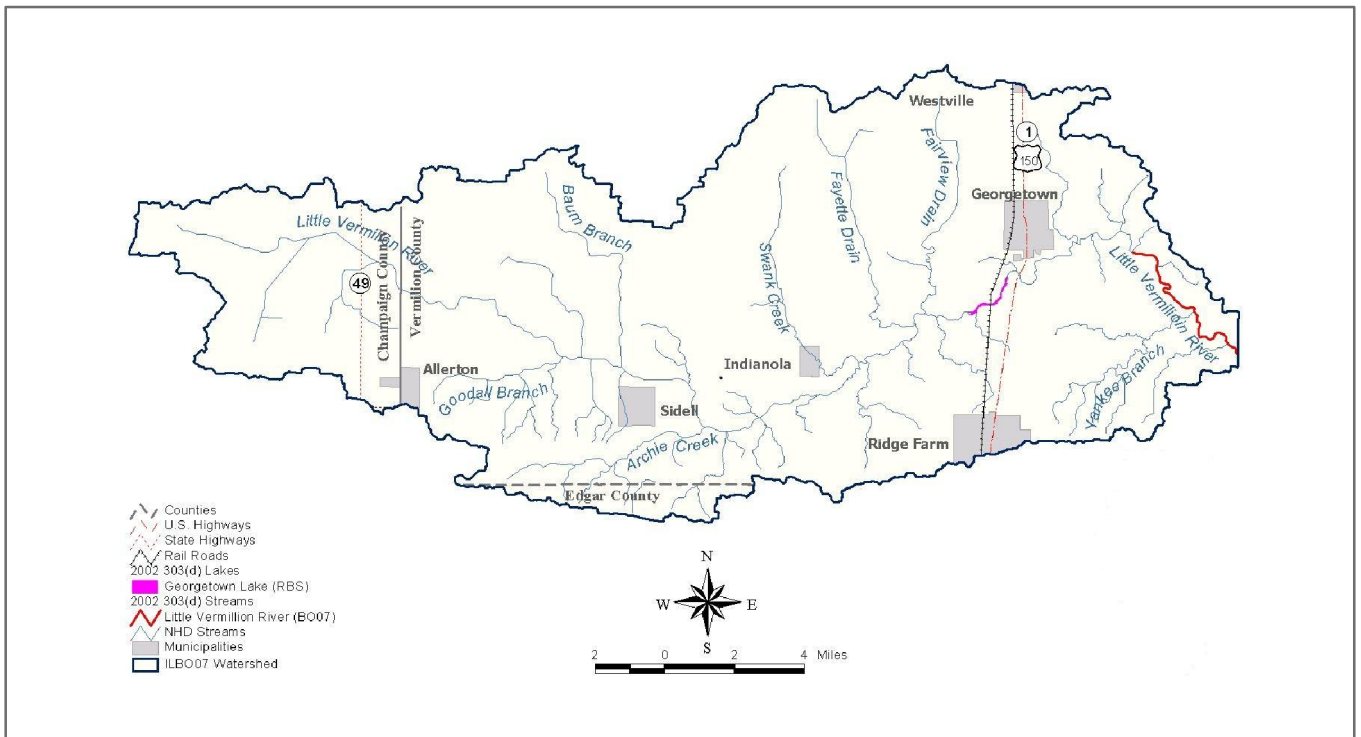 Westville
1
150
Georgetown
Fairview Drain
Fayette Drain
Baum Branch
Little Vermilion River
49
Champaign County
Vermilion County
Swank Creek
Little Vermilioin River
Allerton
Goodall Branch
Sidell
Indianola
Yankee Branch
Ridge Farm
Archie Creek
Edgar County
Counties
U.S. Highways
State Highways
Rail Roads
2002 303(d) Lakes
Georgetown Lake (RBS)
2002 303(d) Streams
Little Vermillion River (BO07)
NHD Streams
Municipalities
ILBO07 Watershed
N
W E
S
2 0 2 4 Miles